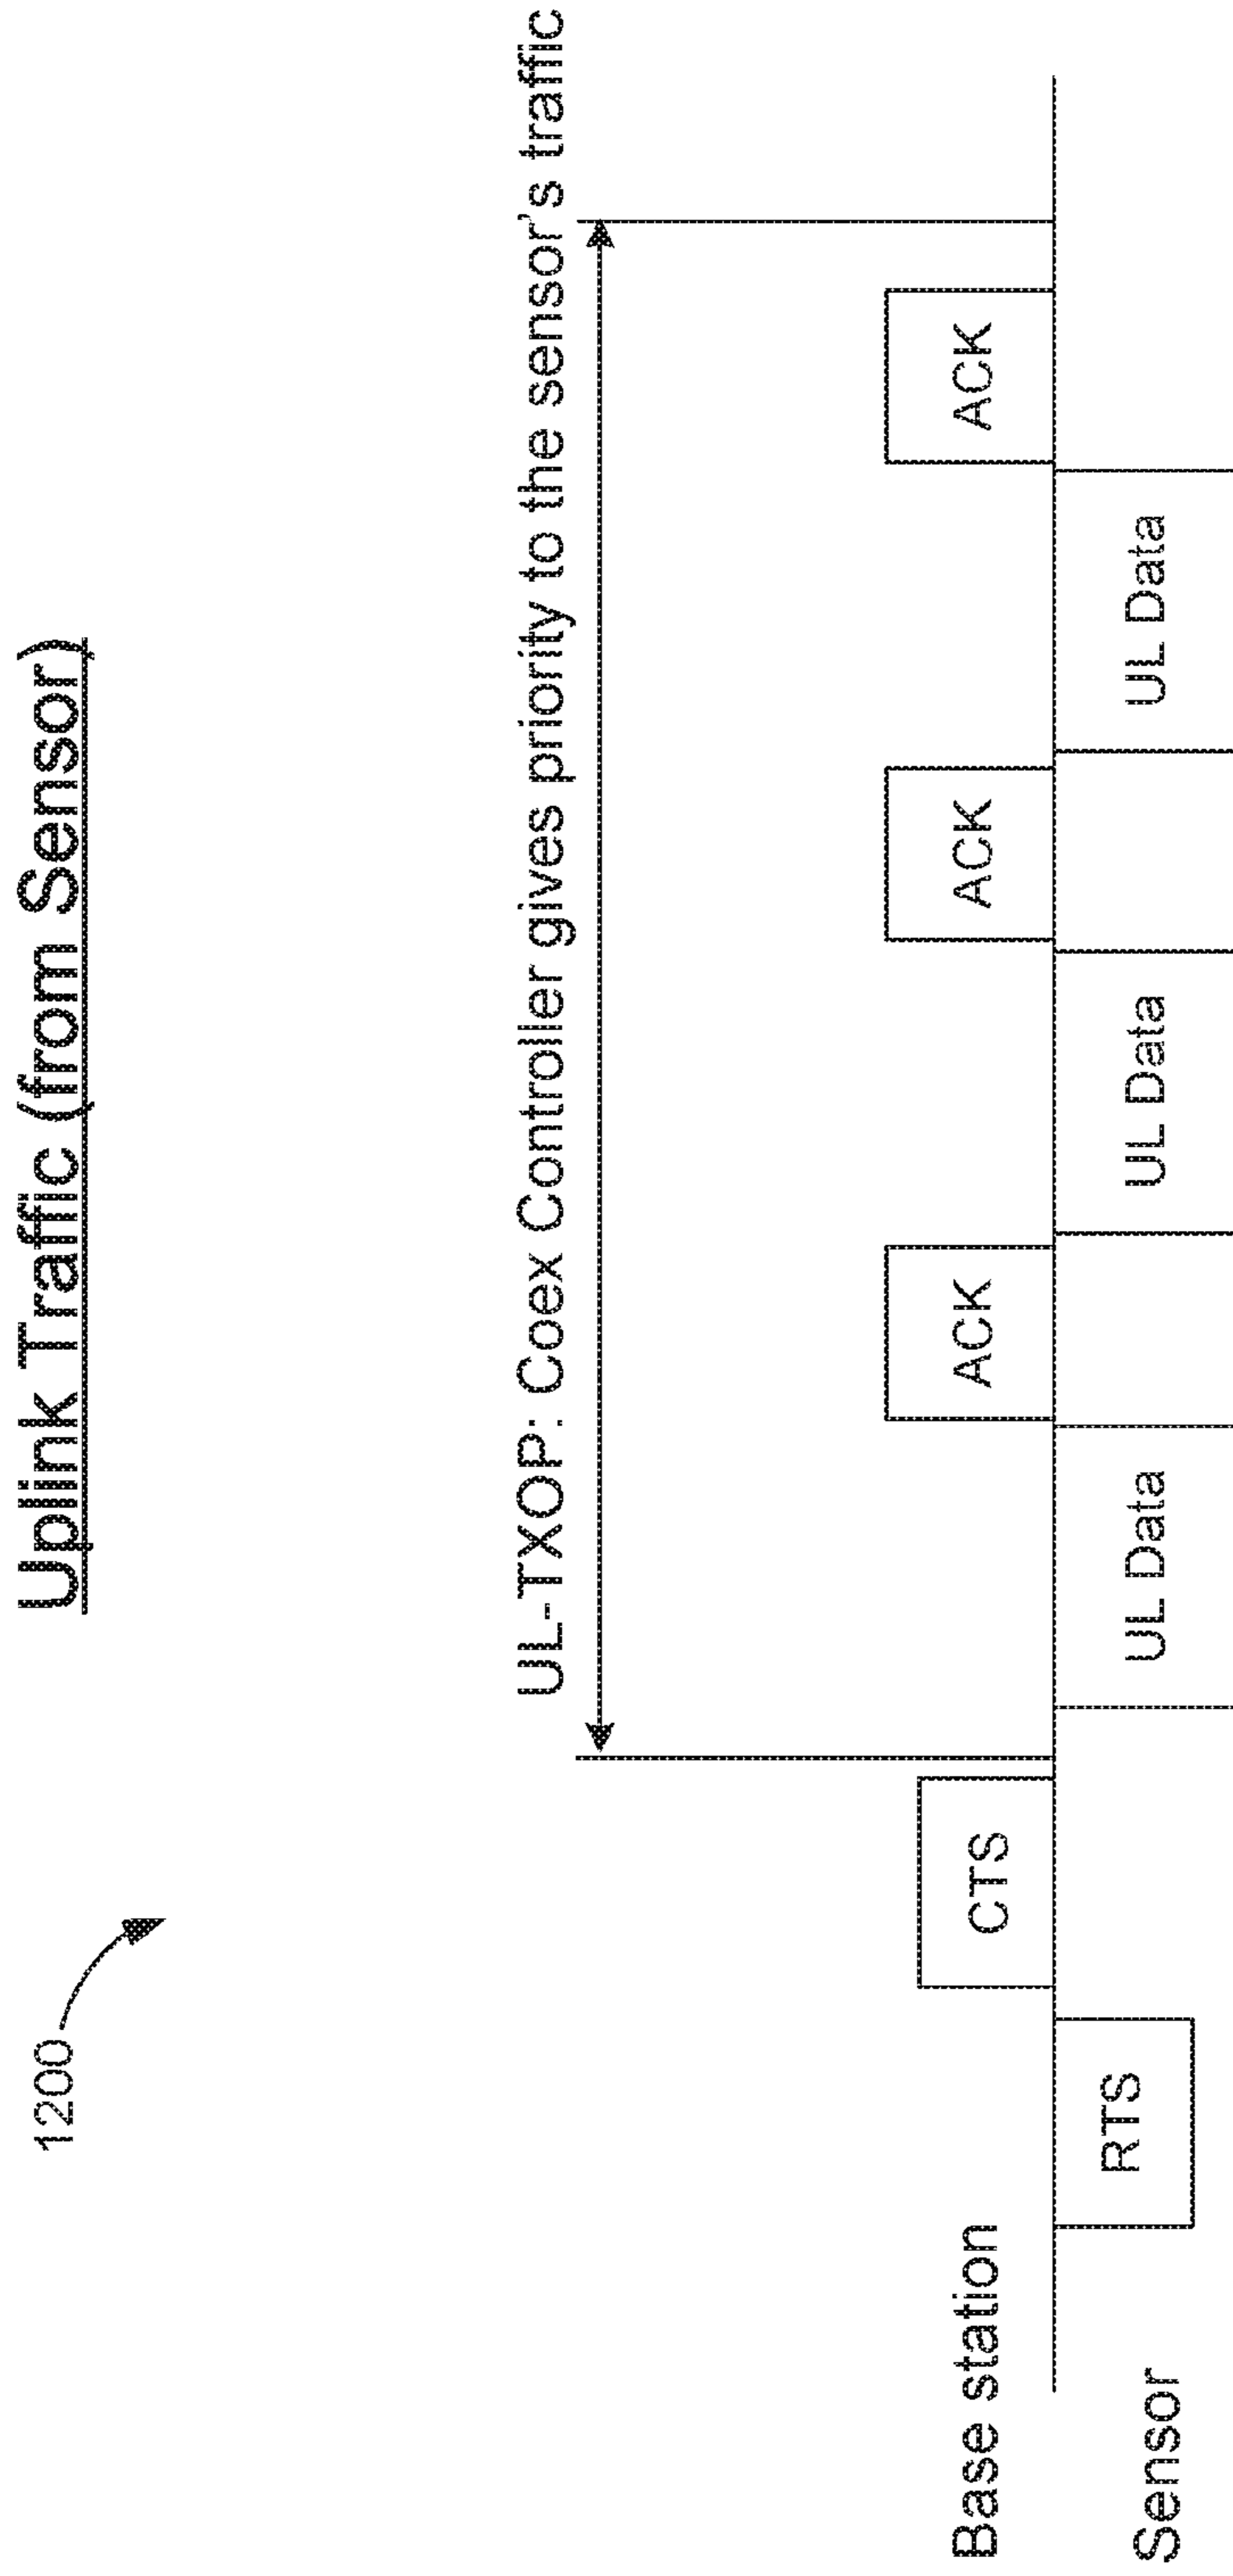 Uplink Traffic (from Sensor)
1200
UL-TXOP: Coex Controller gives priority to the sensor's traffic
Base station
CTS
ACK
ACK
ACK
Sensor
RTS
UL Data
UL Data
UL Data